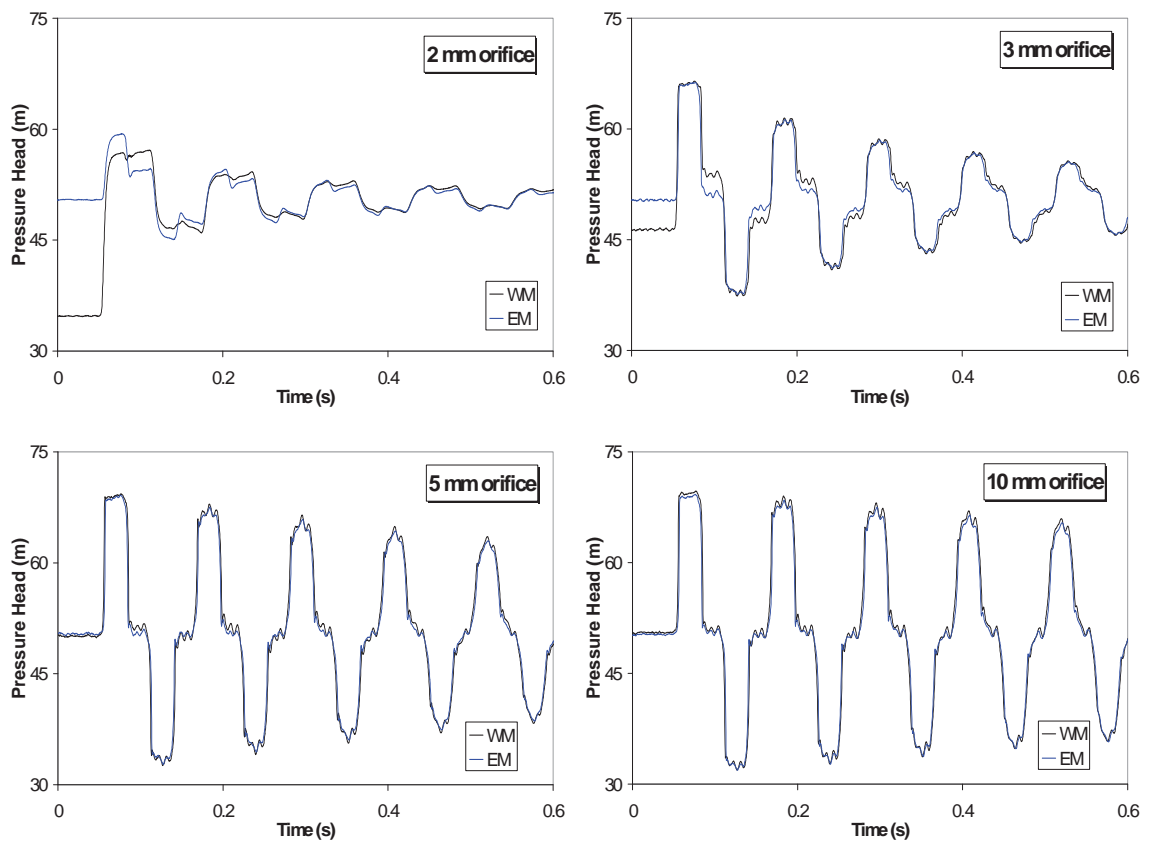 75
60
45
30
Pressure Head (m)
2 mm orifice
WM
EM
0
0.2
0.4
0.6
Time (s)
75
60
45
30
Pressure Head (m)
3 mm orifice
WM
EM
0
0.2
0.4
0.6
Time (s)
75
60
45
30
Pressure Head (m)
5 mm orifice
WM
EM
0
0.2
0.4
0.6
Time (s)
75
60
45
30
Pressure Head (m)
10 mm orifice
WM
EM
0
0.2
0.4
0.6
Time (s)